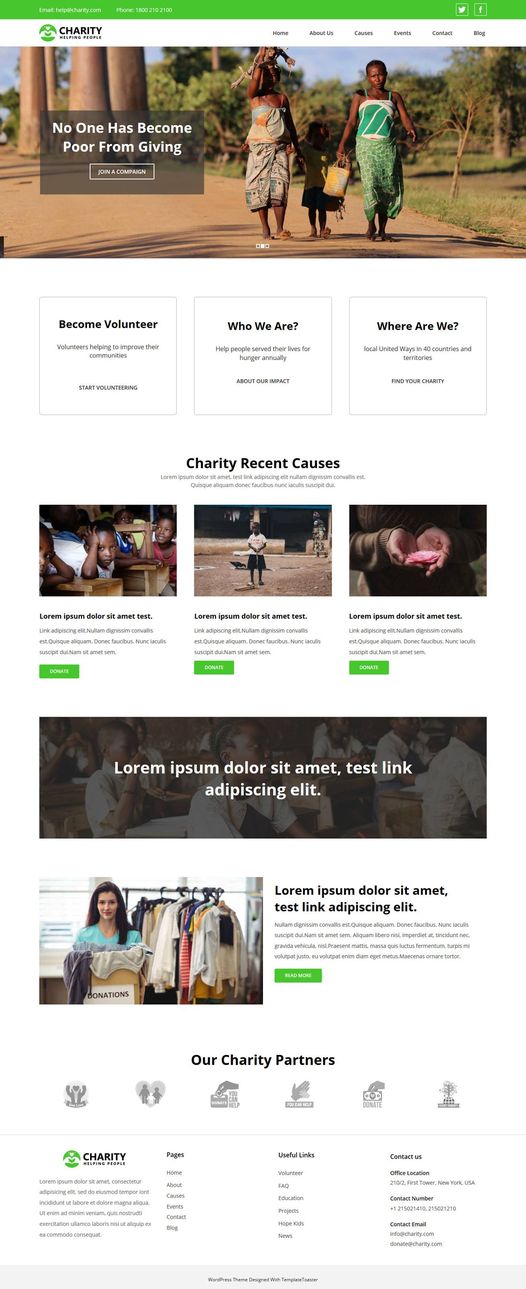 Email: help@charity.com Phone: 1800 210 2100
CHARITY
HELPING PEOPLE
Home About Us Causes Events Contact Blog
No One Has Become
Poor From Giving
JOIN A COMPAIGN
Become Volunteer
Volunteers helping to improve their
communities
START VOLUNTEERING
Who We Are?
Help people served their lives for
hunger annually
ABOUT OUR IMPACT
Where Are We?
local United Ways in 40 countries and
territories
FIND YOUR CHARITY
Charity Recent Causes
Lorem ipsum dolor sit amet, test link adipiscing elit nullam dignissim convallis est.
Quisque aliquam donec faucibus nunc iaculis suscipit dui.
Lorem ipsum dolor sit amet test.
Link adipiscing elit.Nullam dignissim convallis
est.Quisque aliquam. Donec faucibus. Nunc iaculis
suscipit dui.Nam sit amet sem.
DONATE
Lorem ipsum dolor sit amet test.
Link adipiscing elit.Nullam dignissim convallis
est.Quisque aliquam. Donec faucibus. Nunc iaculis
suscipit dui.Nam sit amet sem.
DONATE
Lorem ipsum dolor sit amet test.
Link adipiscing elit.Nullam dignissim convallis
est.Quisque aliquam. Donec faucibus. Nunc iaculis
suscipit dui.Nam sit amet sem.
DONATE
Lorem ipsum dolor sit amet, test link
adipiscing elit.
DONATIONS
Lorem ipsum dolor sit amet,
test link adipiscing elit.
Nullam dignissim convallis est.Quisque aliquam. Donec faucibus. Nunc iaculis
suscipit dui.Nam sit amet sem. Aliquam libero nisi, imperdiet at, tincidunt nec,
gravida vehicula, nisl.Praesent mattis, massa quis luctus fermentum, turpis mi
volutpat justo, eu volutpat enim diam eget metus.Maecenas ornare tortor.
READ MORE
Our Charity Partners
DONATE YOU
CAN
HELP
YOU CAN HELP
DONATE
CHARITY
HELPING PEOPLE
Lorem ipsum dolor sit amet, consectetur
adipisicing elit, sed do eiusmod tempor iont
incididunt ut labore et dolore magna aliqua.
Ut enim ad minim veniam, quis nostrudti
exercitation ullamco laboris nisi ut aliquip ex
ea commodo consequat.
Pages
Home
About
Causes
Events
Contact
Blog
Useful Links
Volunteer
FAQ
Education
Projects
Hope Kids
News
Contact us
Office Location
210/2, First Tower, New York, USA
Contact Number
+1 215021410, 215021210
Contact Email
info@charity.com
donate@charity.com
WordPress Theme Designed With TemplateToaster